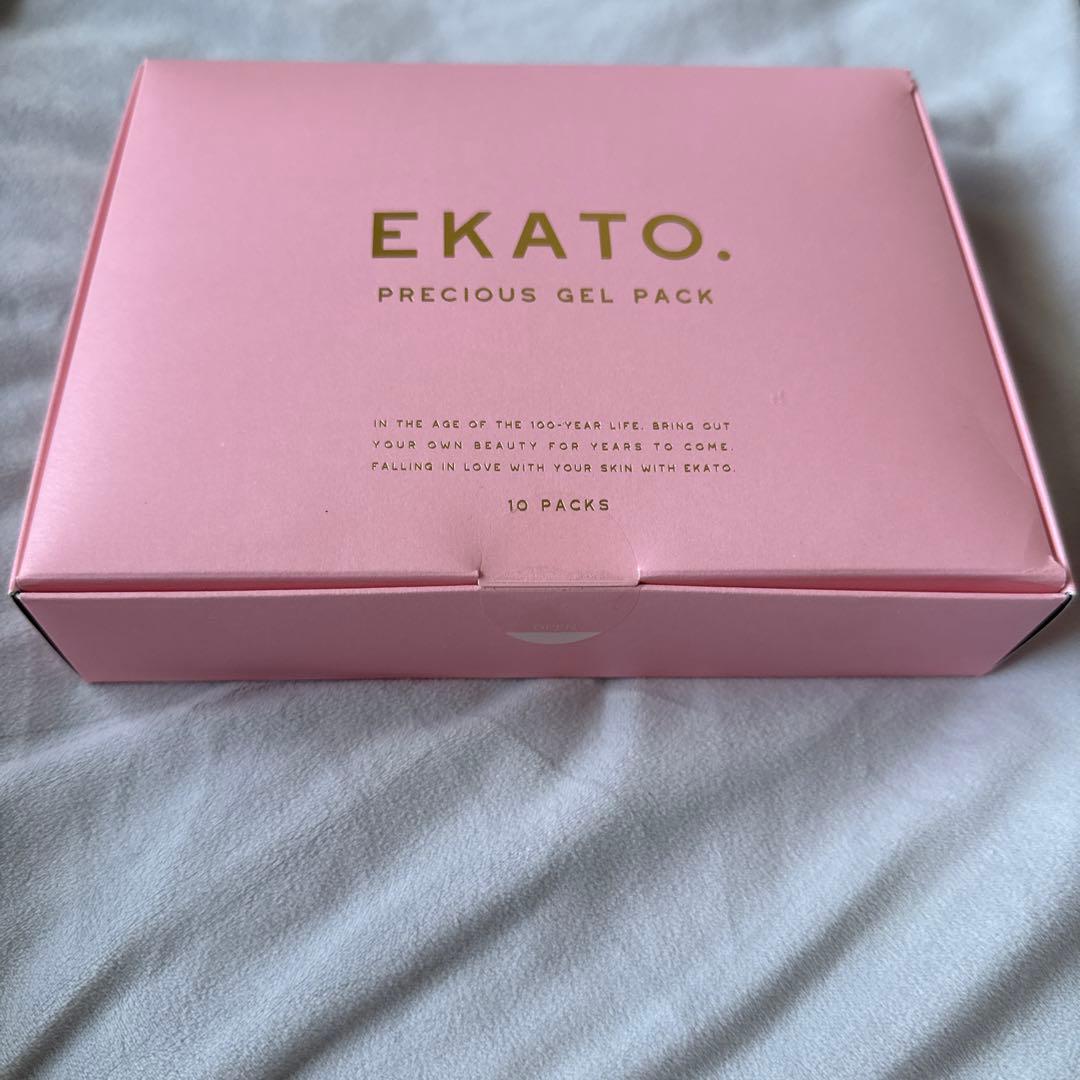 EKATO.
PRECIOUS GEL PACK
IN THE AGE OF THE 100-YEAR LIFE. BRING OUT
YOUR OWN BEAUTY FOR YEARS TO COME.
FALLING IN LOVE WITH YOUR SKIN WITH EKATO.
10 PACKS
OPEN